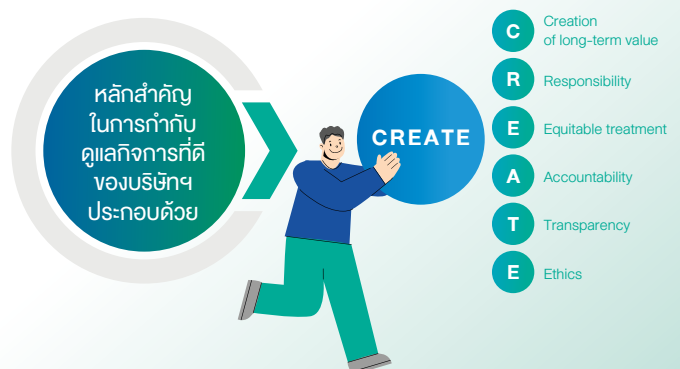 หลักสำคัญ
ในการกำกับ
ดูแลกิจการที่ดี
ของบริษัทฯ
ประกอบด้วย
CREATE
C
Creation
of long-term value
R
Responsibility
E
Equitable treatment
A
Accountability
T
Transparency
E
Ethics